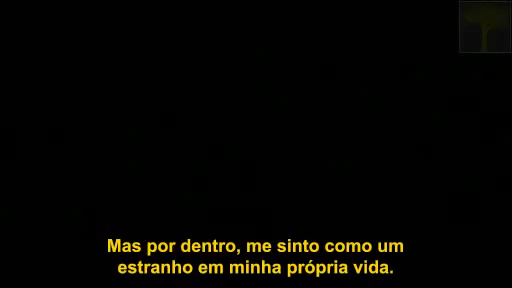 Mas por dentro, me sinto como um
estranho em minha própria vida.